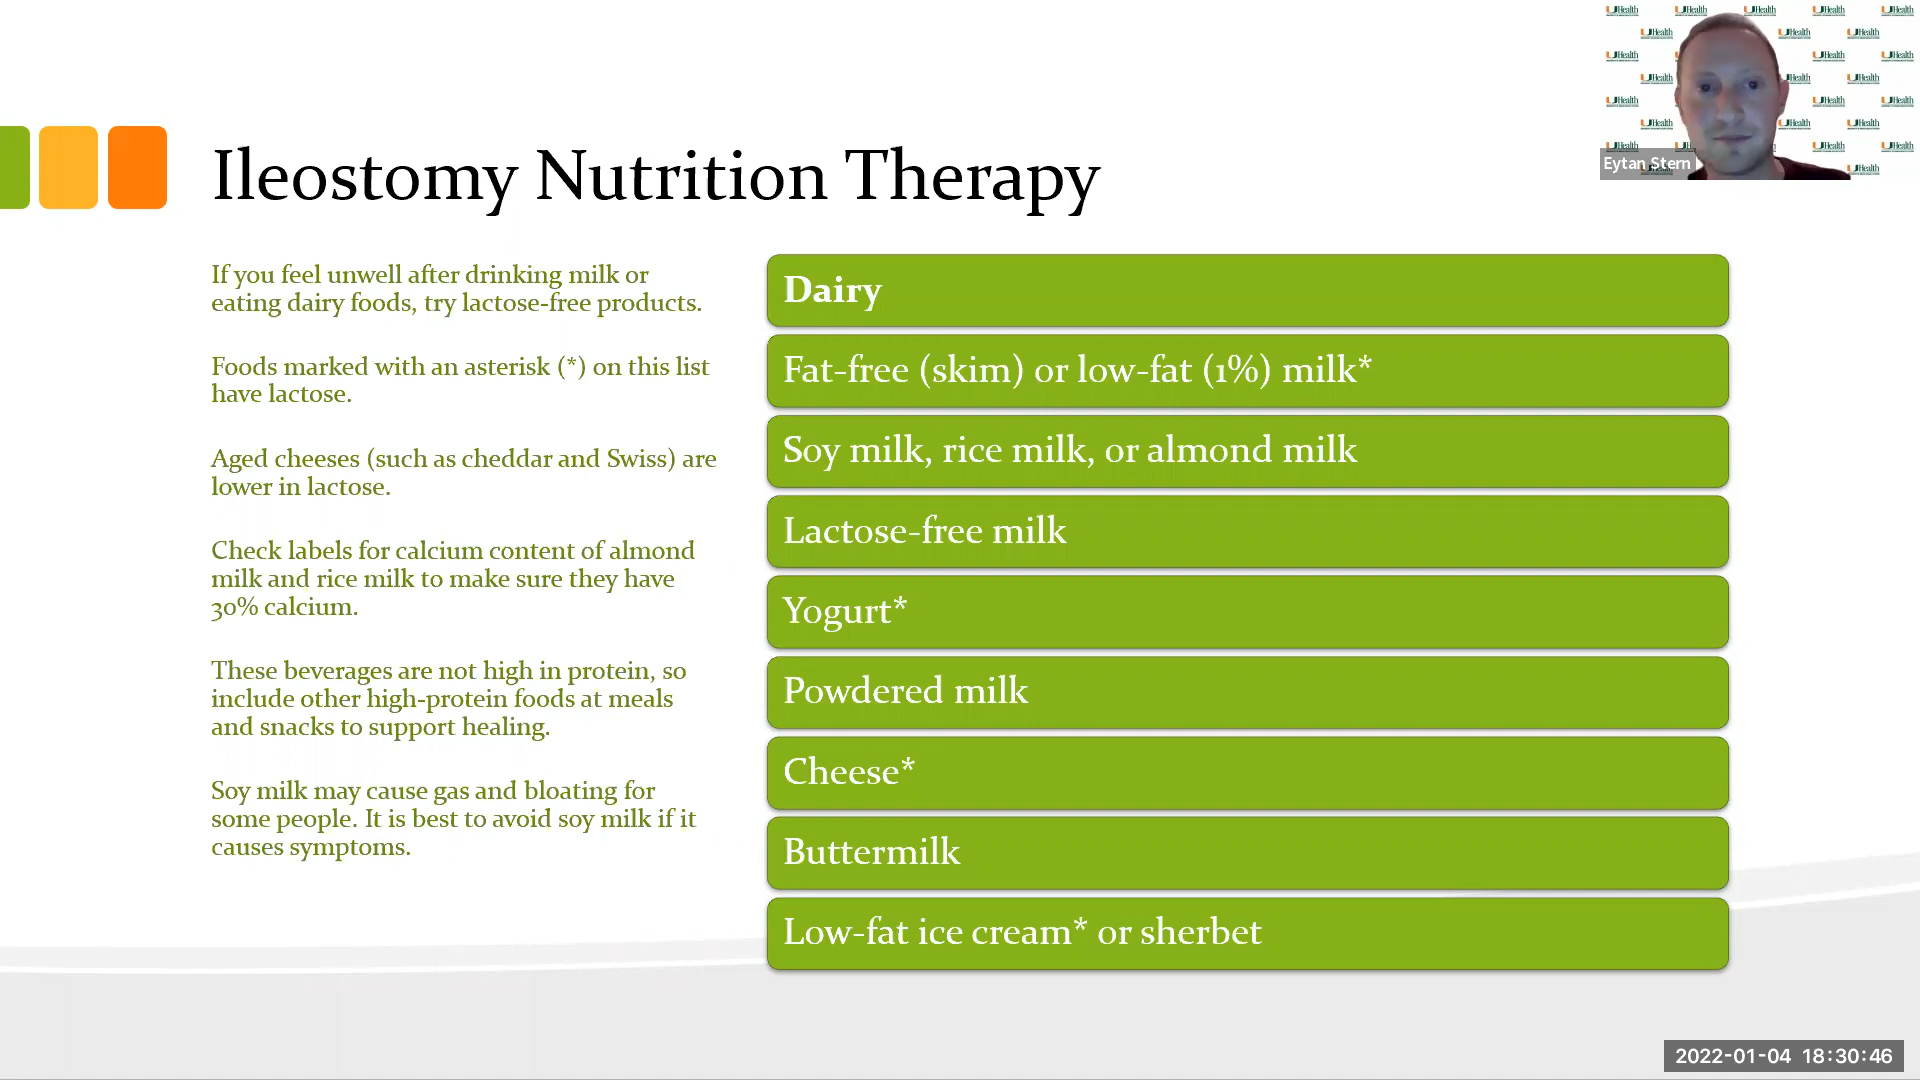 Ileostomy Nutrition Therapy
If you feel unwell after drinking milk or
eating dairy foods, try lactose-free products.
Foods marked with an asterisk (*) on this list
have lactose.
Aged cheeses (such as cheddar and Swiss) are
lower in lactose.
Check labels for calcium content of almond
milk and rice milk to make sure they have
30% calcium.
These beverages are not high in protein, so
include other high-protein foods at meals
and snacks to support healing.
Soy milk may cause gas and bloating for
some people. It is best to avoid soy milk if it
causes symptoms.
Dairy
Fat-free (skim) or low-fat (1%) milk*
Soy milk, rice milk, or almond milk
Lactose-free milk
Yogurt*
Powdered milk
Cheese*
Buttermilk
Low-fat ice cream* or sherbet
UHealth
Eytan Stern
2022-01-04 18:30:46